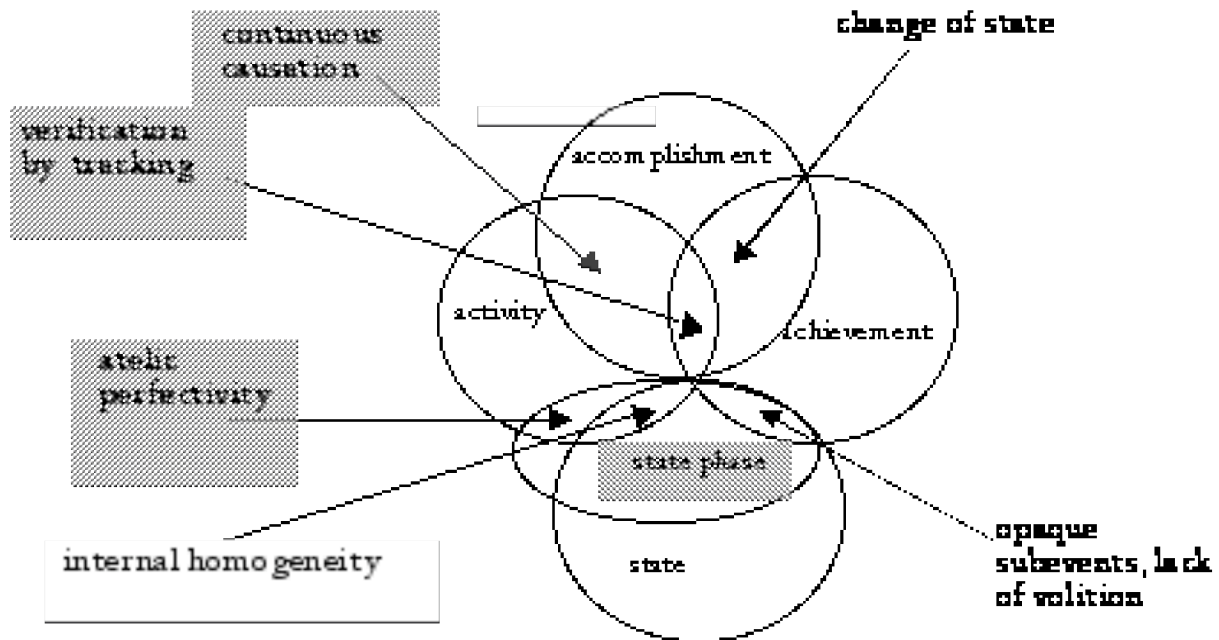 continuous
causation
change of state
verification
by tracking
accomplishment
activity
achievement
atelic
perfectivity
state phase
internal homogeneity
state
opaque
subevents, lack
of volition